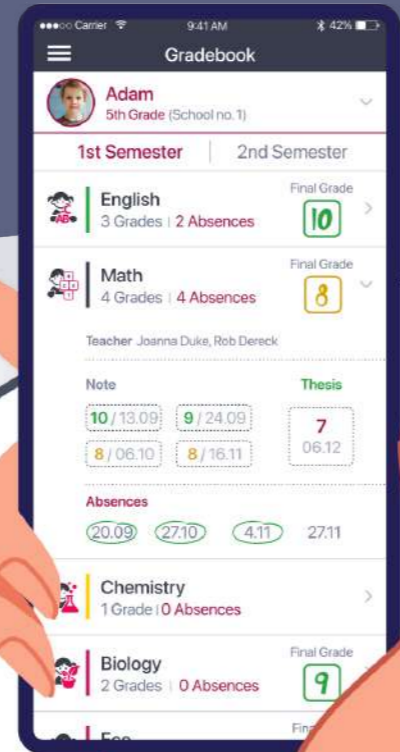 ●●●○○ Carrier 9:41 AM 42%
Gradebook
Adam
5th Grade (School no. 1)
1st Semester | 2nd Semester
English
3 Grades | 2 Absences
Final Grade
10
Math
4 Grades | 4 Absences
Final Grade
8
Teacher Joanna Duke, Rob Dereck
Note Thesis
10 / 13.09 9 / 24.09
8 / 06.10 8 / 16.11
7
06.12
Absences
20.09 27.10 4.11 27.11
Chemistry
1 Grade | 0 Absences
Biology
2 Grades | 0 Absences
Final Grade
9